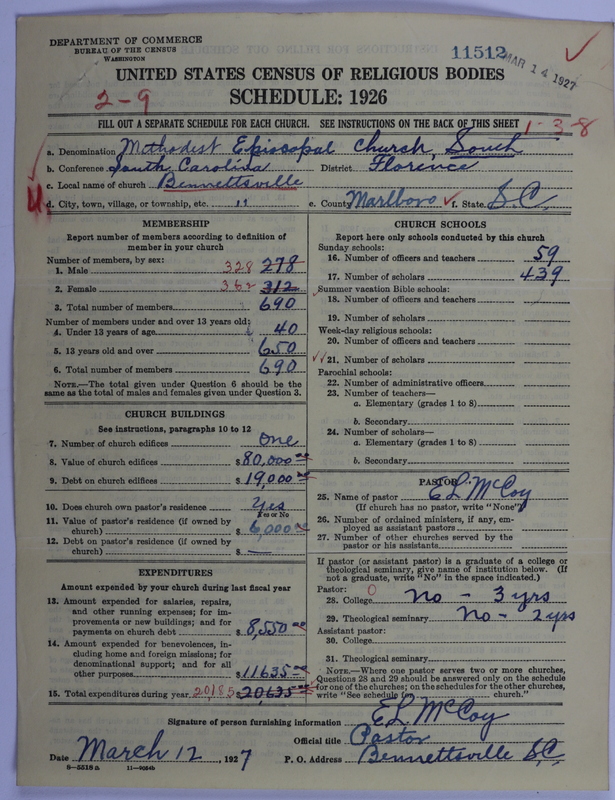 DEPARTMENT OF COMMERCE
BUREAU OF THE CENSUS
WASHINGTON
11512
MAR 14 1927
UNITED STATES CENSUS OF RELIGIOUS BODIES
2-9
SCHEDULE: 1926
FILL OUT A SEPARATE SCHEDULE FOR EACH CHURCH. SEE INSTRUCTIONS ON THE BACK OF THIS SHEET
1-3-8
a. Denomination Methodist Episcopal Church, South
b. Conference South Carolina District Florence
c. Local name of church Bennettsville
d. City, town, village, or township, etc. " e. County Marlboro f. State S.C.
MEMBERSHIP
Report number of members according to definition of
member in your church
Number of members, by sex:
1. Male 328 278
2. Female 362 312
3. Total number of members 690
Number of members under and over 13 years old:
4. Under 13 years of age 40
5. 13 years old and over 650
6. Total number of members 690
NOTE.—The total given under Question 6 should be
same as the total of males and females given under Question 3.
CHURCH BUILDINGS
See instructions, paragraphs 10 to 12
7. Number of church edifices One
8. Value of church edifices $80,000 00
9. Debt on church edifices $19,000 00
10. Does church own pastor's residence Yes
Yes or No
11. Value of pastor's residence (if owned by
church) $ 6,000 00
12. Debt on pastor's residence (if owned by
church) $ —
EXPENDITURES
Amount expended by your church during last fiscal year
13. Amount expended for salaries, repairs,
and other running expenses; for im-
provements or new buildings; and for
payments on church debt $8,550 00
14. Amount expended for benevolences, in-
cluding home and foreign missions; for
denominational support; and for all
other purposes $11635 00
15. Total expenditures during year 20185 20,635 00
CHURCH SCHOOLS
Report here only schools conducted by this church
Sunday schools:
16. Number of officers and teachers 59
17. Number of scholars 439
Summer vacation Bible schools:
18. Number of officers and teachers
19. Number of scholars
Week-day religious schools:
20. Number of officers and teachers
21. Number of scholars
Parochial schools:
22. Number of administrative officers
23. Number of teachers—
a. Elementary (grades 1 to 8)
b. Secondary
24. Number of scholars—
a. Elementary (grades 1 to 8)
b. Secondary
PASTOR
25. Name of pastor E L McCoy
(If church has no pastor, write "None")
26. Number of ordained ministers, if any, em-
ployed as assistant pastors
27. Number of other churches served by the
pastor or his assistants
If pastor (or assistant pastor) is a graduate of a college or
theological seminary, give name of institution below. (If
not a graduate, write "No" in the space indicated.)
Pastor: 0
28. College No - 3 yrs
29. Theological seminary No - 2 yrs
Assistant pastor:
30. College
31. Theological seminary
NOTE.—Where one pastor serves two or more churches,
Questions 28 and 29 should be answered only on the schedule
for one of the churches; on the schedules for the other churches,
write "See schedule for church."
Signature of person furnishing information E L McCoy
Official title Pastor
Date March 12, 1927 P. O. Address Bennettsville S.C.
8—5518 a 11—9054b